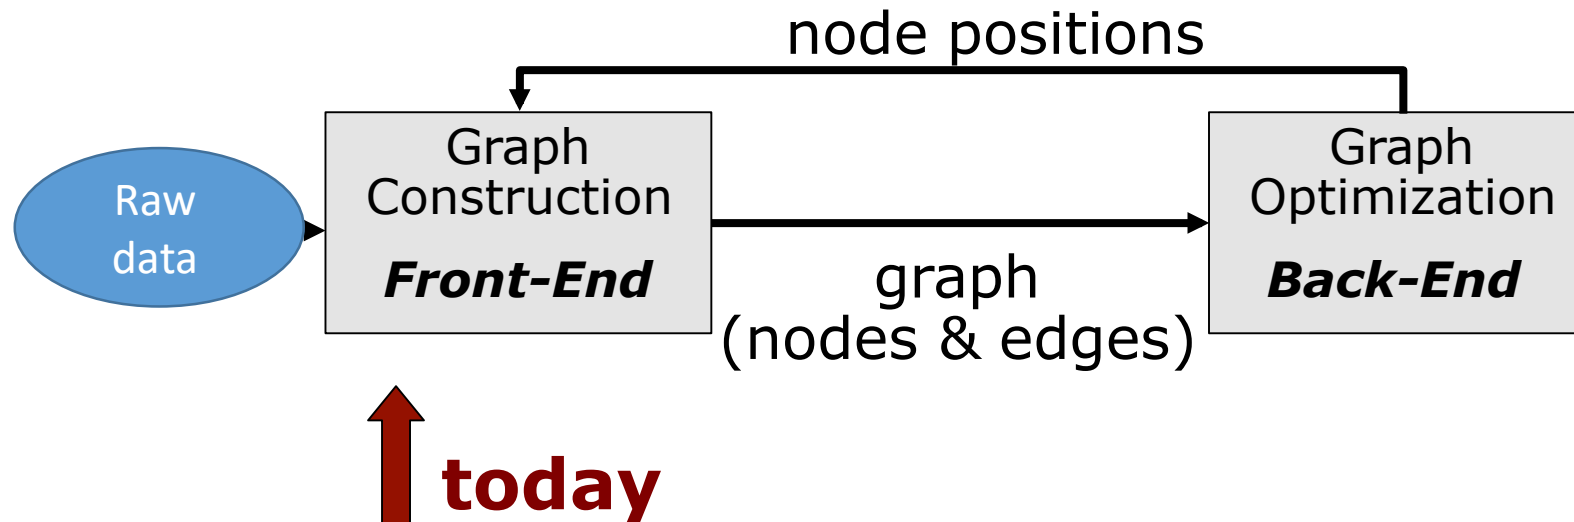 node positions
Raw
data
Graph
Construction
Front-End
graph
(nodes & edges)
Graph
Optimization
Back-End
today